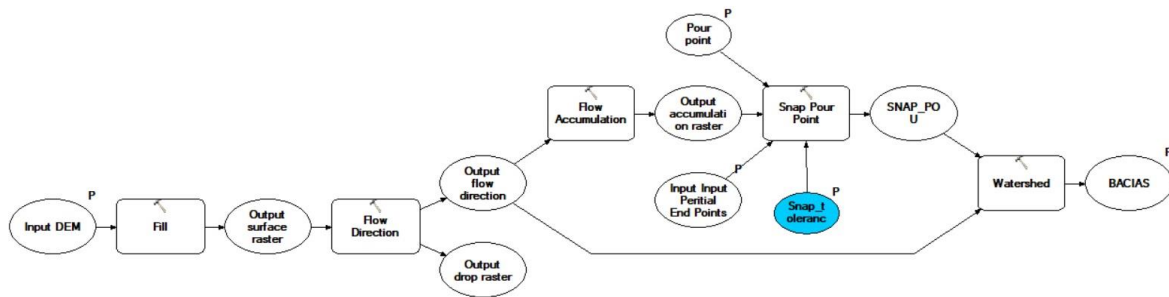 P
Pour
point
Flow
Accumulation
Output
accumulati
on raster
Snap Pour
Point
SNAP_PO
U
P
Input Input
Peritial
End Points
P
Snap_t
oleranc
Output
flow
direction
Watershed
P
BACIAS
P
Input DEM
Fill
Output
surface
raster
Flow
Direction
Output
drop raster